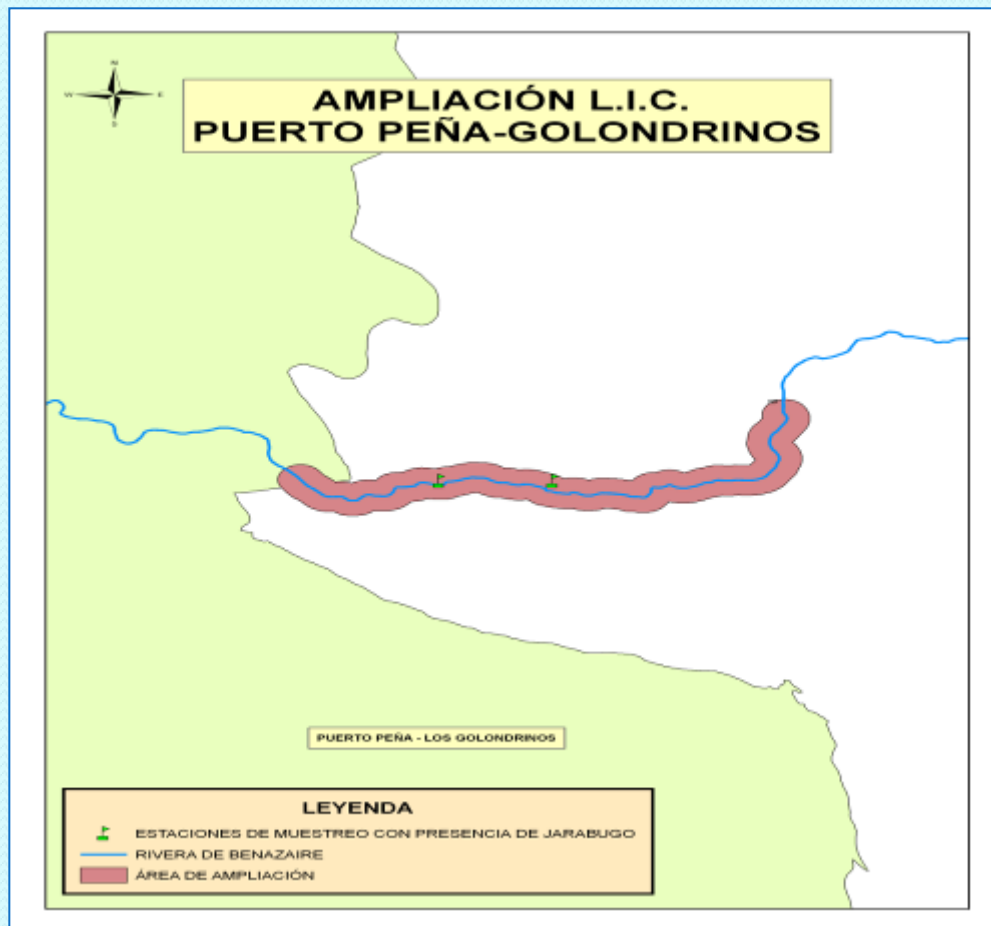 N
W E
S
AMPLIACIÓN L.I.C.
PUERTO PEÑA-GOLONDRINOS
PUERTO PEÑA - LOS GOLONDRINOS
LEYENDA
ESTACIONES DE MUESTREO CON PRESENCIA DE JARABUGO
RIVERA DE BENAZAIRE
ÁREA DE AMPLIACIÓN